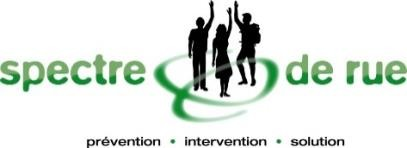 spectre de rue
prévention • intervention • solution